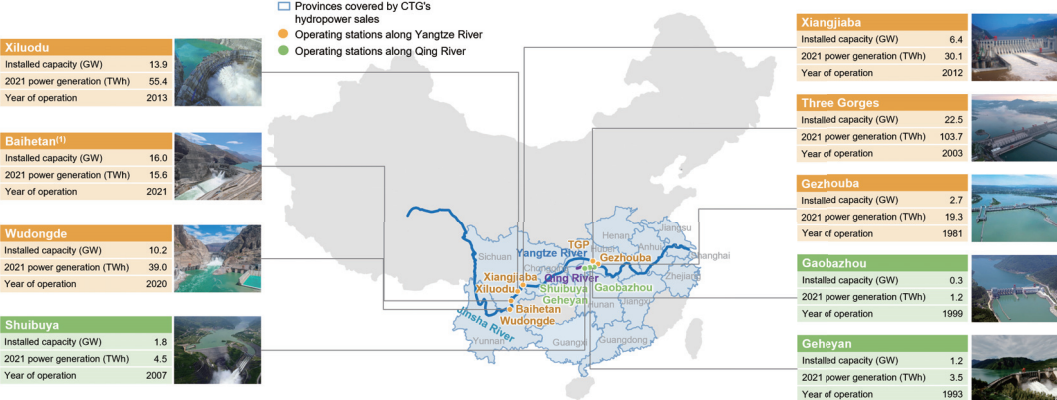 Provinces covered by CTG's
hydropower sales
Operating stations along Yangtze River
Operating stations along Qing River
Xiluodu
Installed capacity (GW) 13.9
2021 power generation (TWh) 55.4
Year of operation 2013
Baihetan(1)
Installed capacity (GW) 16.0
2021 power generation (TWh) 15.6
Year of operation 2021
Wudongde
Installed capacity (GW) 10.2
2021 power generation (TWh) 39.0
Year of operation 2020
Shuibuya
Installed capacity (GW) 1.8
2021 power generation (TWh) 4.5
Year of operation 2007
Jiangsu
Henan
TGP
Hubei
Anhui
Yangtze River
Gezhouba
Shanghai
Sichuan
Qing River
Zhejiang
Xiangjiaba
Xiluodu
Shuibuya
Gaobazhou
Geheyan
Hunan
Jiangxi
Baihetan
Wudongde
Jinsha River
Yunnan
Guangxi
Guangdong
Xiangjiaba
Installed capacity (GW) 6.4
2021 power generation (TWh) 30.1
Year of operation 2012
Three Gorges
Installed capacity (GW) 22.5
2021 power generation (TWh) 103.7
Year of operation 2003
Gezhouba
Installed capacity (GW) 2.7
2021 power generation (TWh) 19.3
Year of operation 1981
Gaobazhou
Installed capacity (GW) 0.3
2021 power generation (TWh) 1.2
Year of operation 1999
Geheyan
Installed capacity (GW) 1.2
2021 power generation (TWh) 3.5
Year of operation 1993